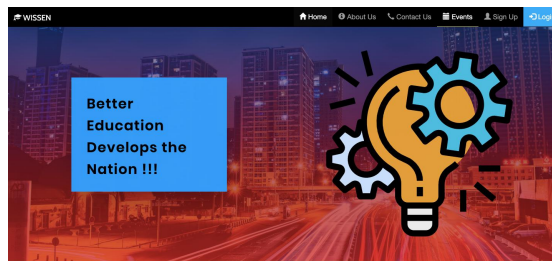 WISSEN
Home About Us Contact Us Events Sign Up Logi
Better
Education
Develops the
Nation !!!